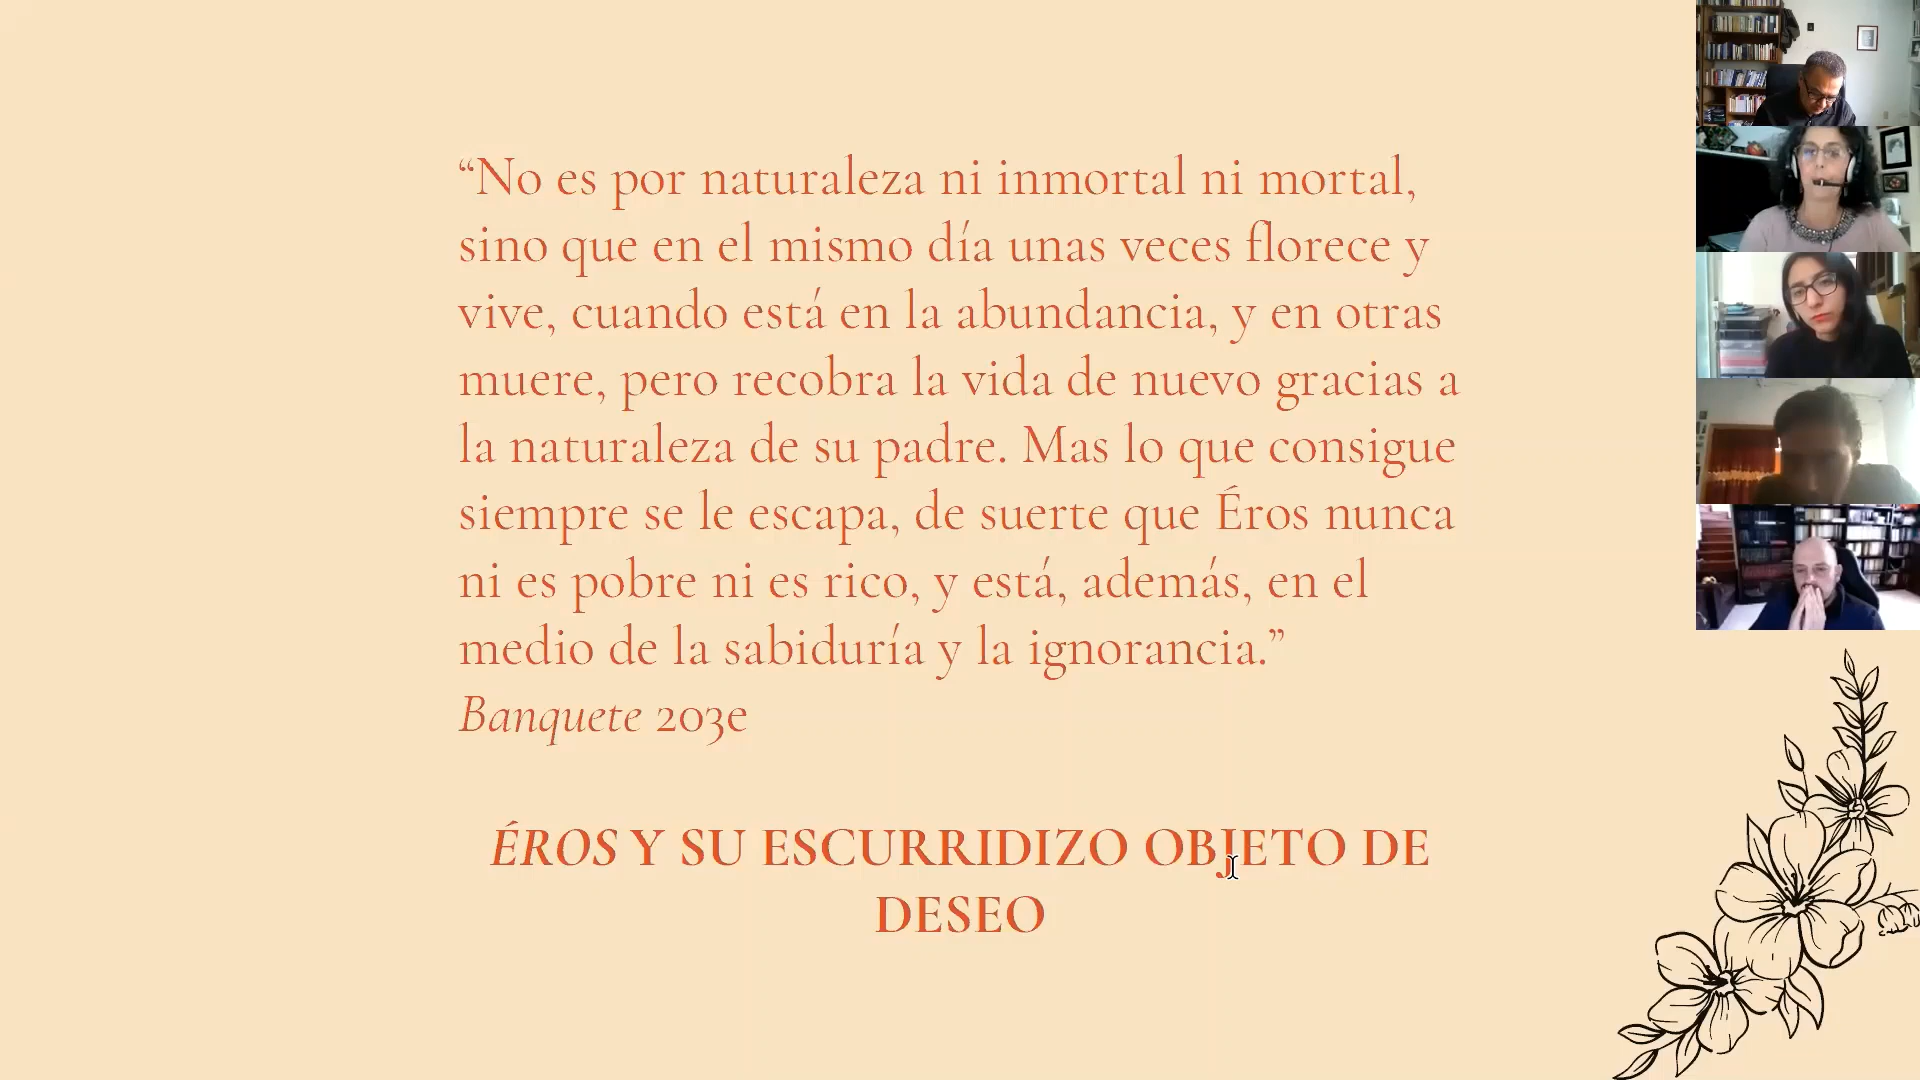 “No es por naturaleza ni inmortal ni mortal,
sino que en el mismo día unas veces florece y
vive, cuando está en la abundancia, y en otras
muere, pero recobra la vida de nuevo gracias a
la naturaleza de su padre. Mas lo que consigue
siempre se le escapa, de suerte que Éros nunca
ni es pobre ni es rico, y está, además, en el
medio de la sabiduría y la ignorancia.”
Banquete 203e
ÉROS Y SU ESCURRIDIZO OBJETO DE
DESEO